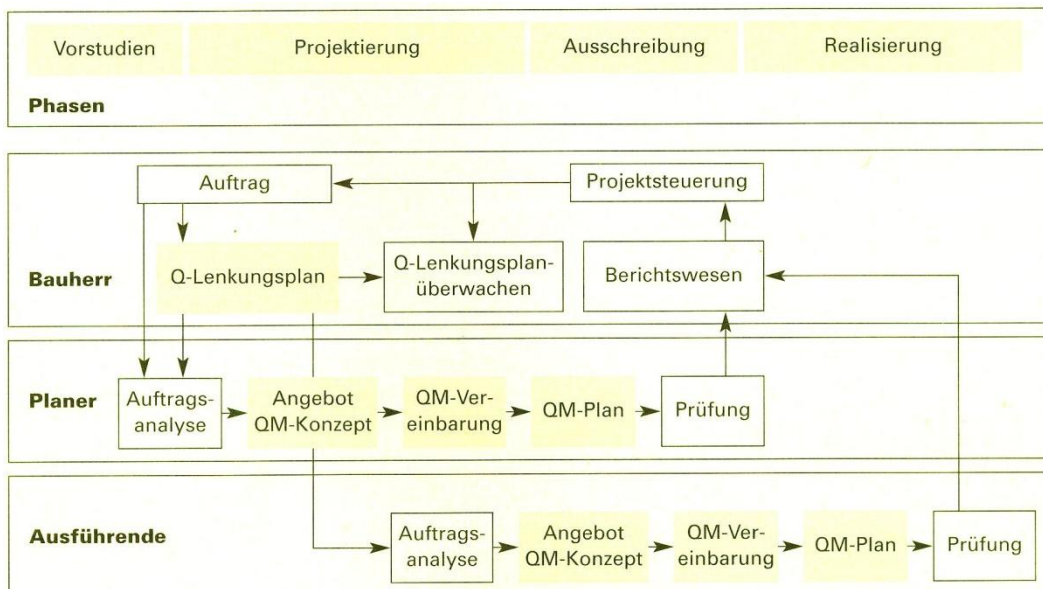 Vorstudien
Projektierung
Ausschreibung
Realisierung
Phasen
Auftrag
Projektsteuerung
Bauherr
Q-Lenkungsplan
Q-Lenkungsplan-
überwachen
Berichtswesen
Planer
Auftrags-
analyse
Angebot
QM-Konzept
QM-Ver-
einbarung
QM-Plan
Prüfung
Ausführende
Auftrags-
analyse
Angebot
QM-Konzept
QM-Ver-
einbarung
QM-Plan
Prüfung